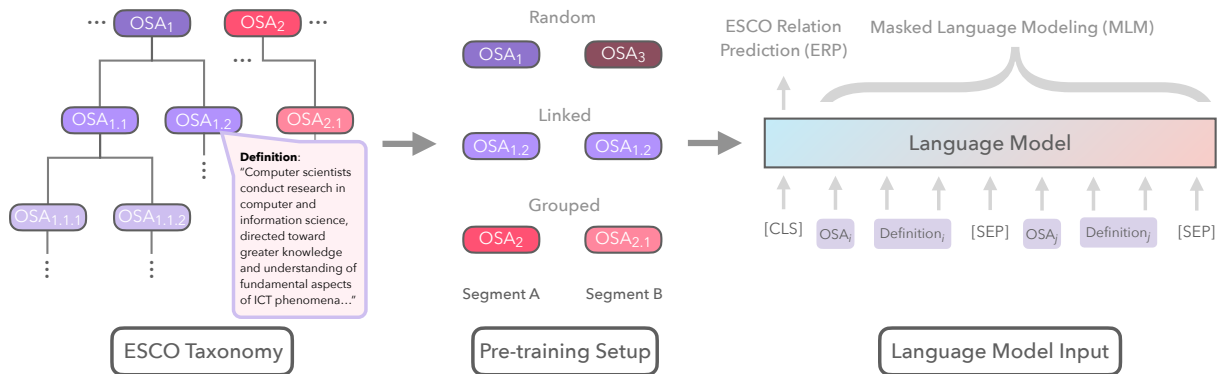 ... OSA1 OSA2 ...
...
OSA1.1 OSA1.2 OSA2.1
Definition:
"Computer scientists
conduct research in
computer and
information science,
directed toward
greater knowledge
and understanding of
fundamental aspects
of ICT phenomena..."
OSA1.1.1 OSA1.1.2
ESCO Taxonomy
Random
OSA1 OSA3
Linked
OSA1.2 OSA1.2
Grouped
OSA2 OSA2.1
Segment A Segment B
Pre-training Setup
ESCO Relation
Prediction (ERP)
Masked Language Modeling (MLM)
Language Model
[CLS] OSAi Definitioni [SEP] OSAj Definitionj [SEP]
Language Model Input